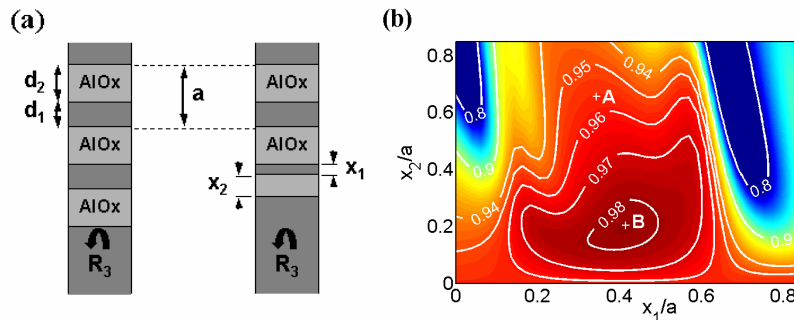 (a)
d2
d1
AlOx
AlOx
AlOx
R3
a
AlOx
AlOx
x1
x2
R3
(b)
x2/a
0.8
0.6
0.4
0.2
0
0 0.2 0.4 0.6 0.8
x1/a
0.95
0.94
0.8
+A
0.96
0.9
0.97
0.8
0.94
0.98
+B
0.9